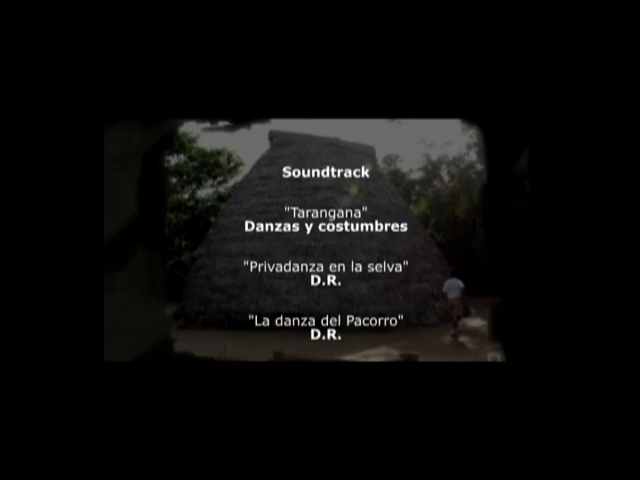 Soundtrack
"Tarangana"
Danzas y costumbres
"Privadanza en la selva"
D.R.
"La danza del Pacorro"
D.R.